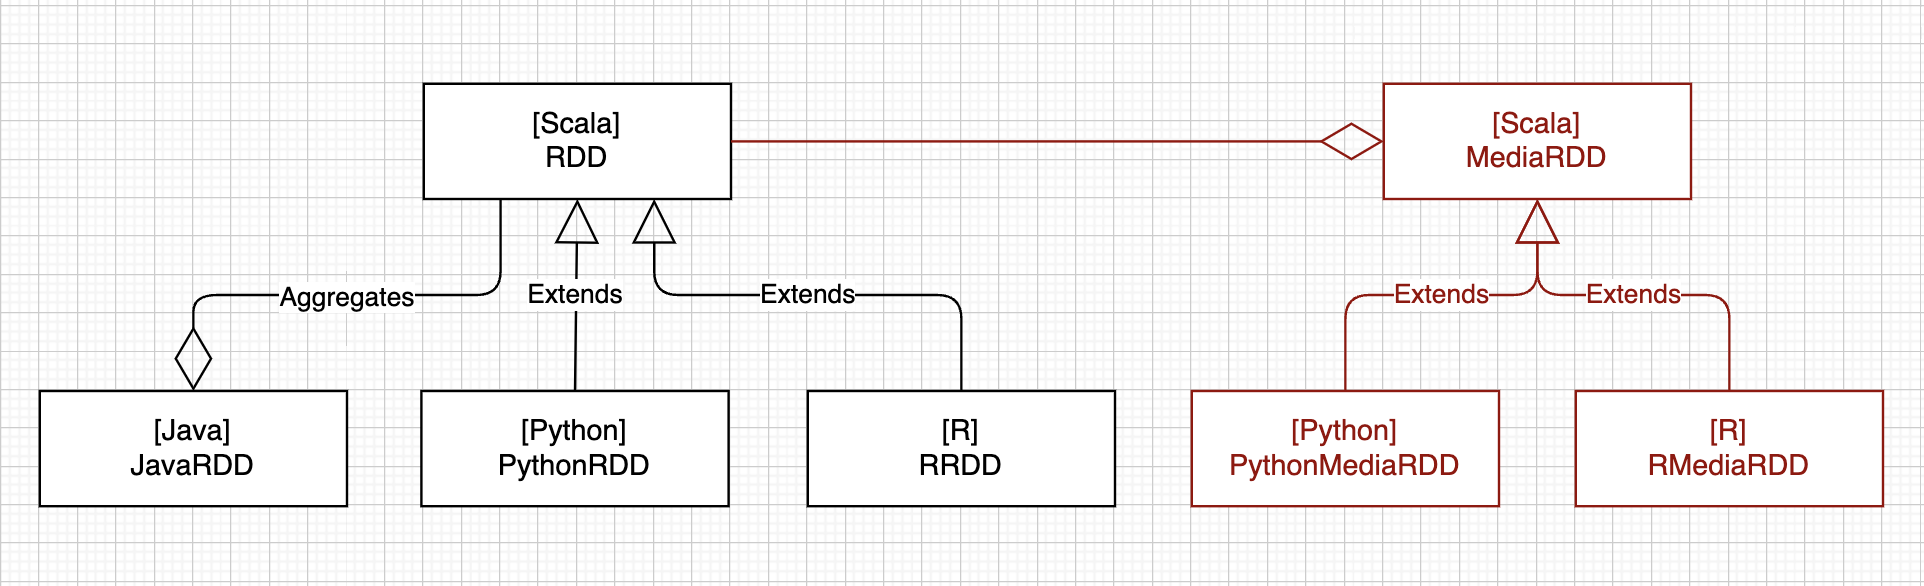 [Scala]
RDD
[Scala]
MediaRDD
Aggregates
Extends
Extends
Extends
Extends
[Java]
JavaRDD
[Python]
PythonRDD
[R]
RRDD
[Python]
PythonMediaRDD
[R]
RMediaRDD